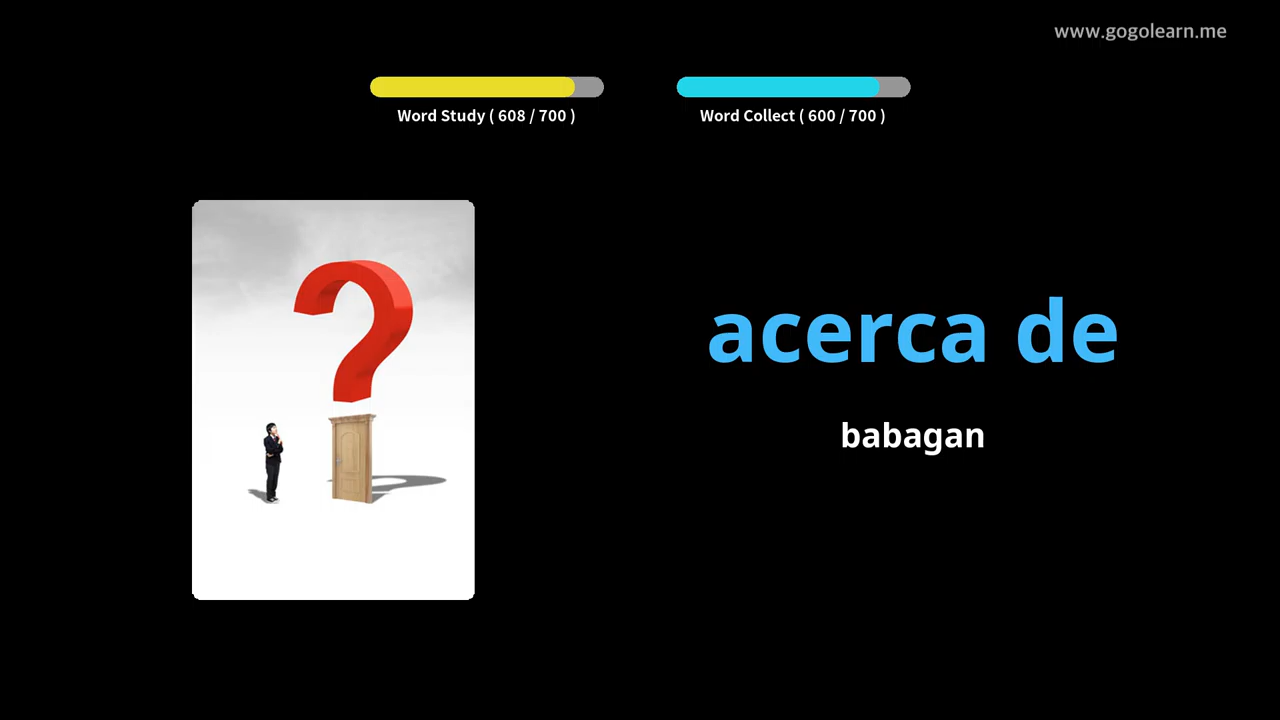 www.gogolearn.me
Word Study ( 608 / 700 )
Word Collect ( 600 / 700 )
acerca de
babagan